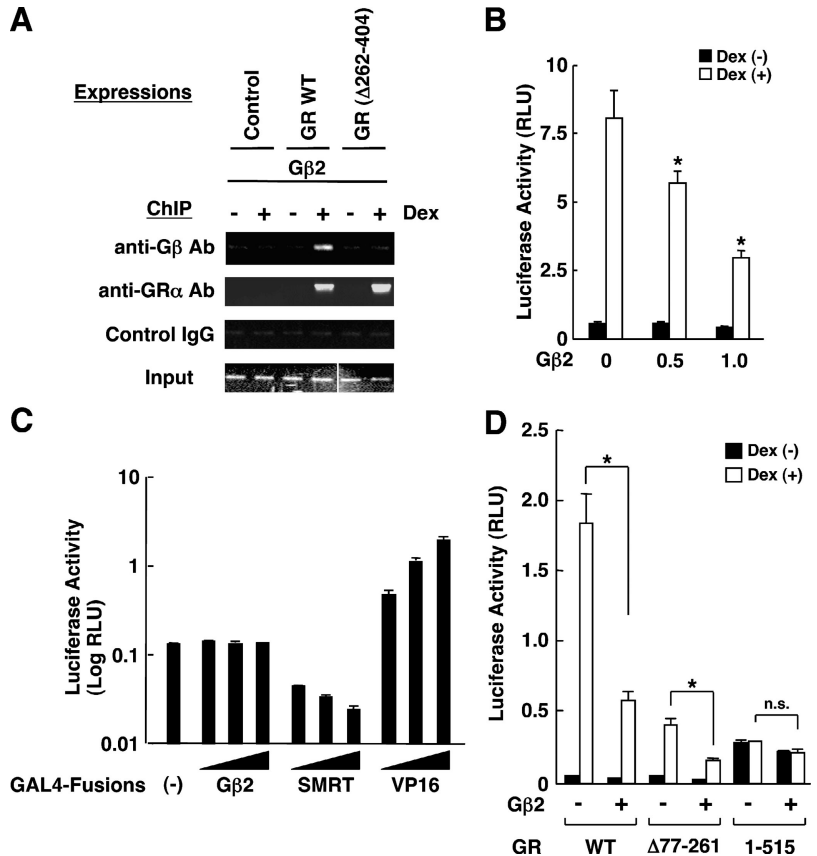 A
Expressions
Control
GR WT
GR (Δ262-404)
Gβ2
ChIP
- + - + - + Dex
anti-Gβ Ab
anti-GRα Ab
Control IgG
Input
B
Luciferase Activity (RLU)
10
7.5
5
2.5
0
Dex (-)
Dex (+)
*
*
Gβ2 0 0.5 1.0
C
Luciferase Activity
(Log RLU)
10
1
0.1
0.01
GAL4-Fusions (-) Gβ2 SMRT VP16
D
Luciferase Activity (RLU)
2.5
2.0
1.5
1.0
0.5
0
Dex (-)
Dex (+)
*
*
n.s.
Gβ2 - + - + - +
GR WT Δ77-261 1-515